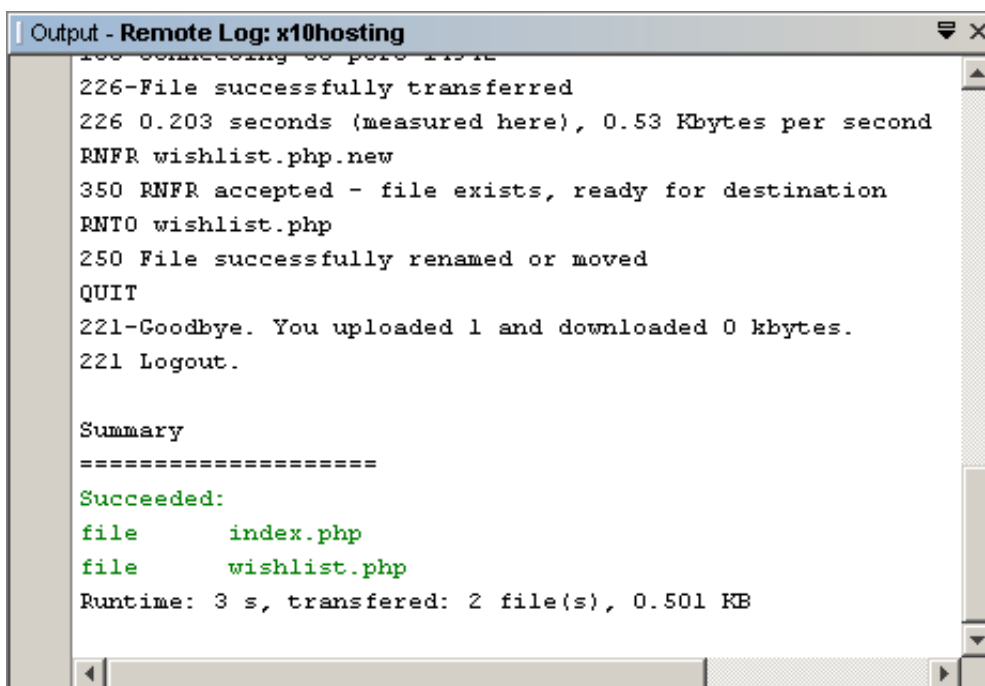 Output - Remote Log: x10hosting
226-File successfully transferred
226 0.203 seconds (measured here), 0.53 Kbytes per second
RNFR wishlist.php.new
350 RNFR accepted - file exists, ready for destination
RNTO wishlist.php
250 File successfully renamed or moved
QUIT
221-Goodbye. You uploaded 1 and downloaded 0 kbytes.
221 Logout.
Summary
====================
Succeeded:
file index.php
file wishlist.php
Runtime: 3 s, transfered: 2 file(s), 0.501 KB